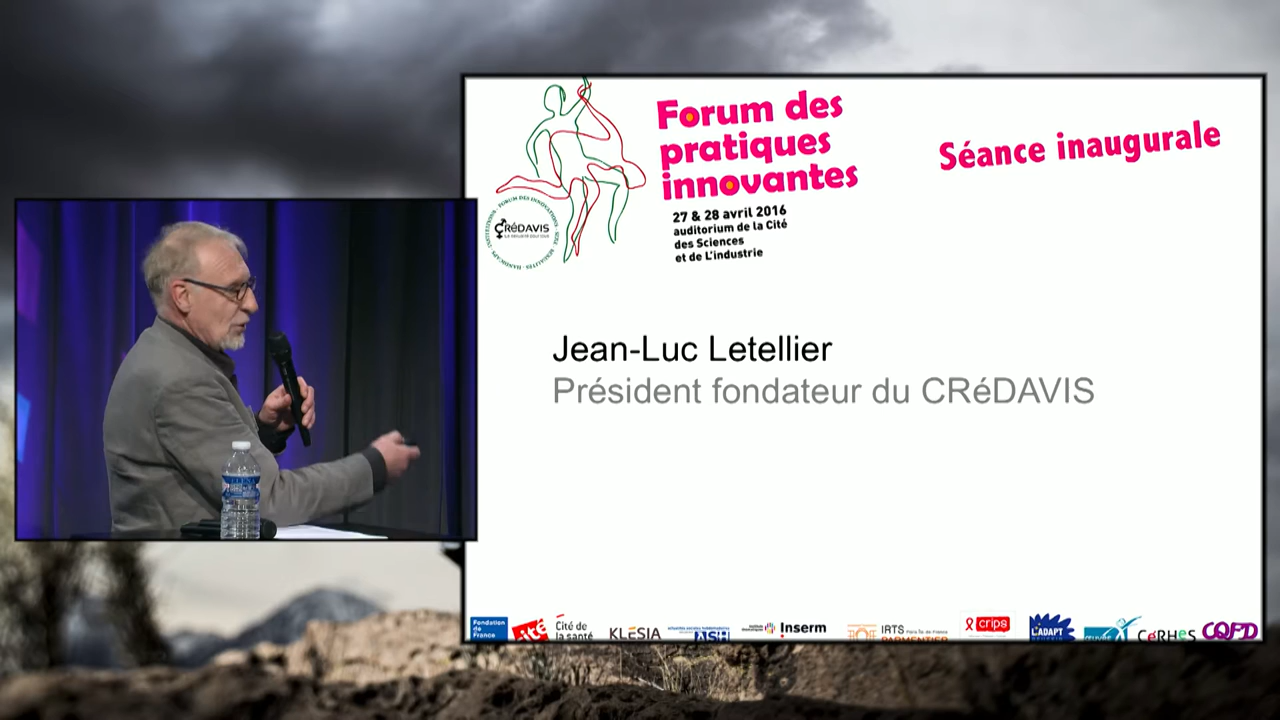 Forum des
pratiques
innovantes
Séance inaugurale
27 & 28 avril 2016
auditorium de la Cité
des Sciences
et de L'industrie
CRéDAVIS
Jean-Luc Letellier
Président fondateur du CRéDAVIS
Fondation
de
France
Cité
Cité de
la santé
KLESIA
ASH
Inserm
IRTS
crips
L'ADAPT
CeRHeS
CQFD